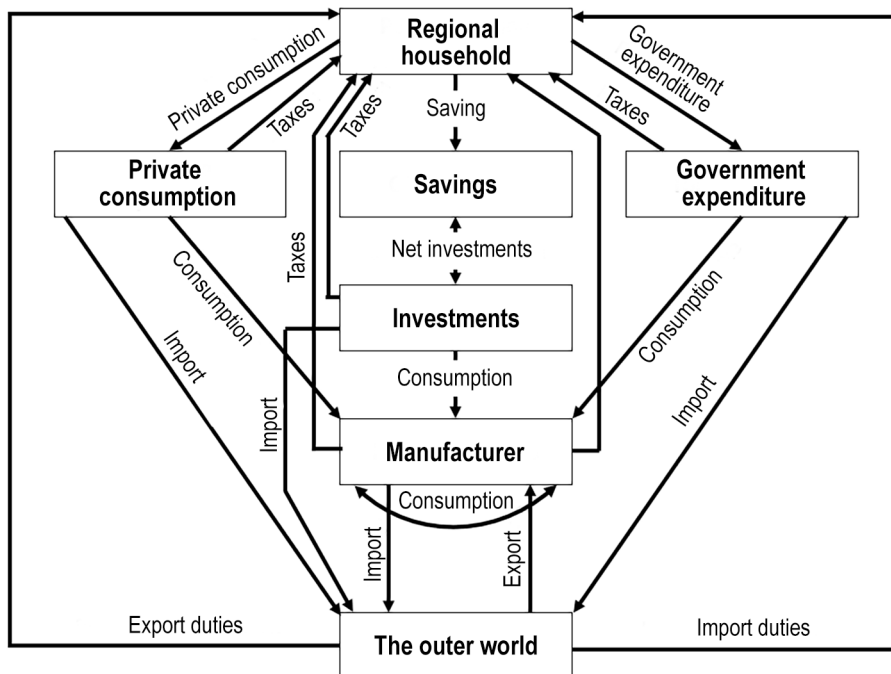 Regional
household
Private consumption
Taxes
Taxes
Saving
Government
expenditure
Taxes
Private
consumption
Savings
Government
expenditure
Net investments
Taxes
Consumption
Import
Investments
Consumption
Consumption
Import
Import
Manufacturer
Consumption
Import
Export
Export duties
The outer world
Import duties